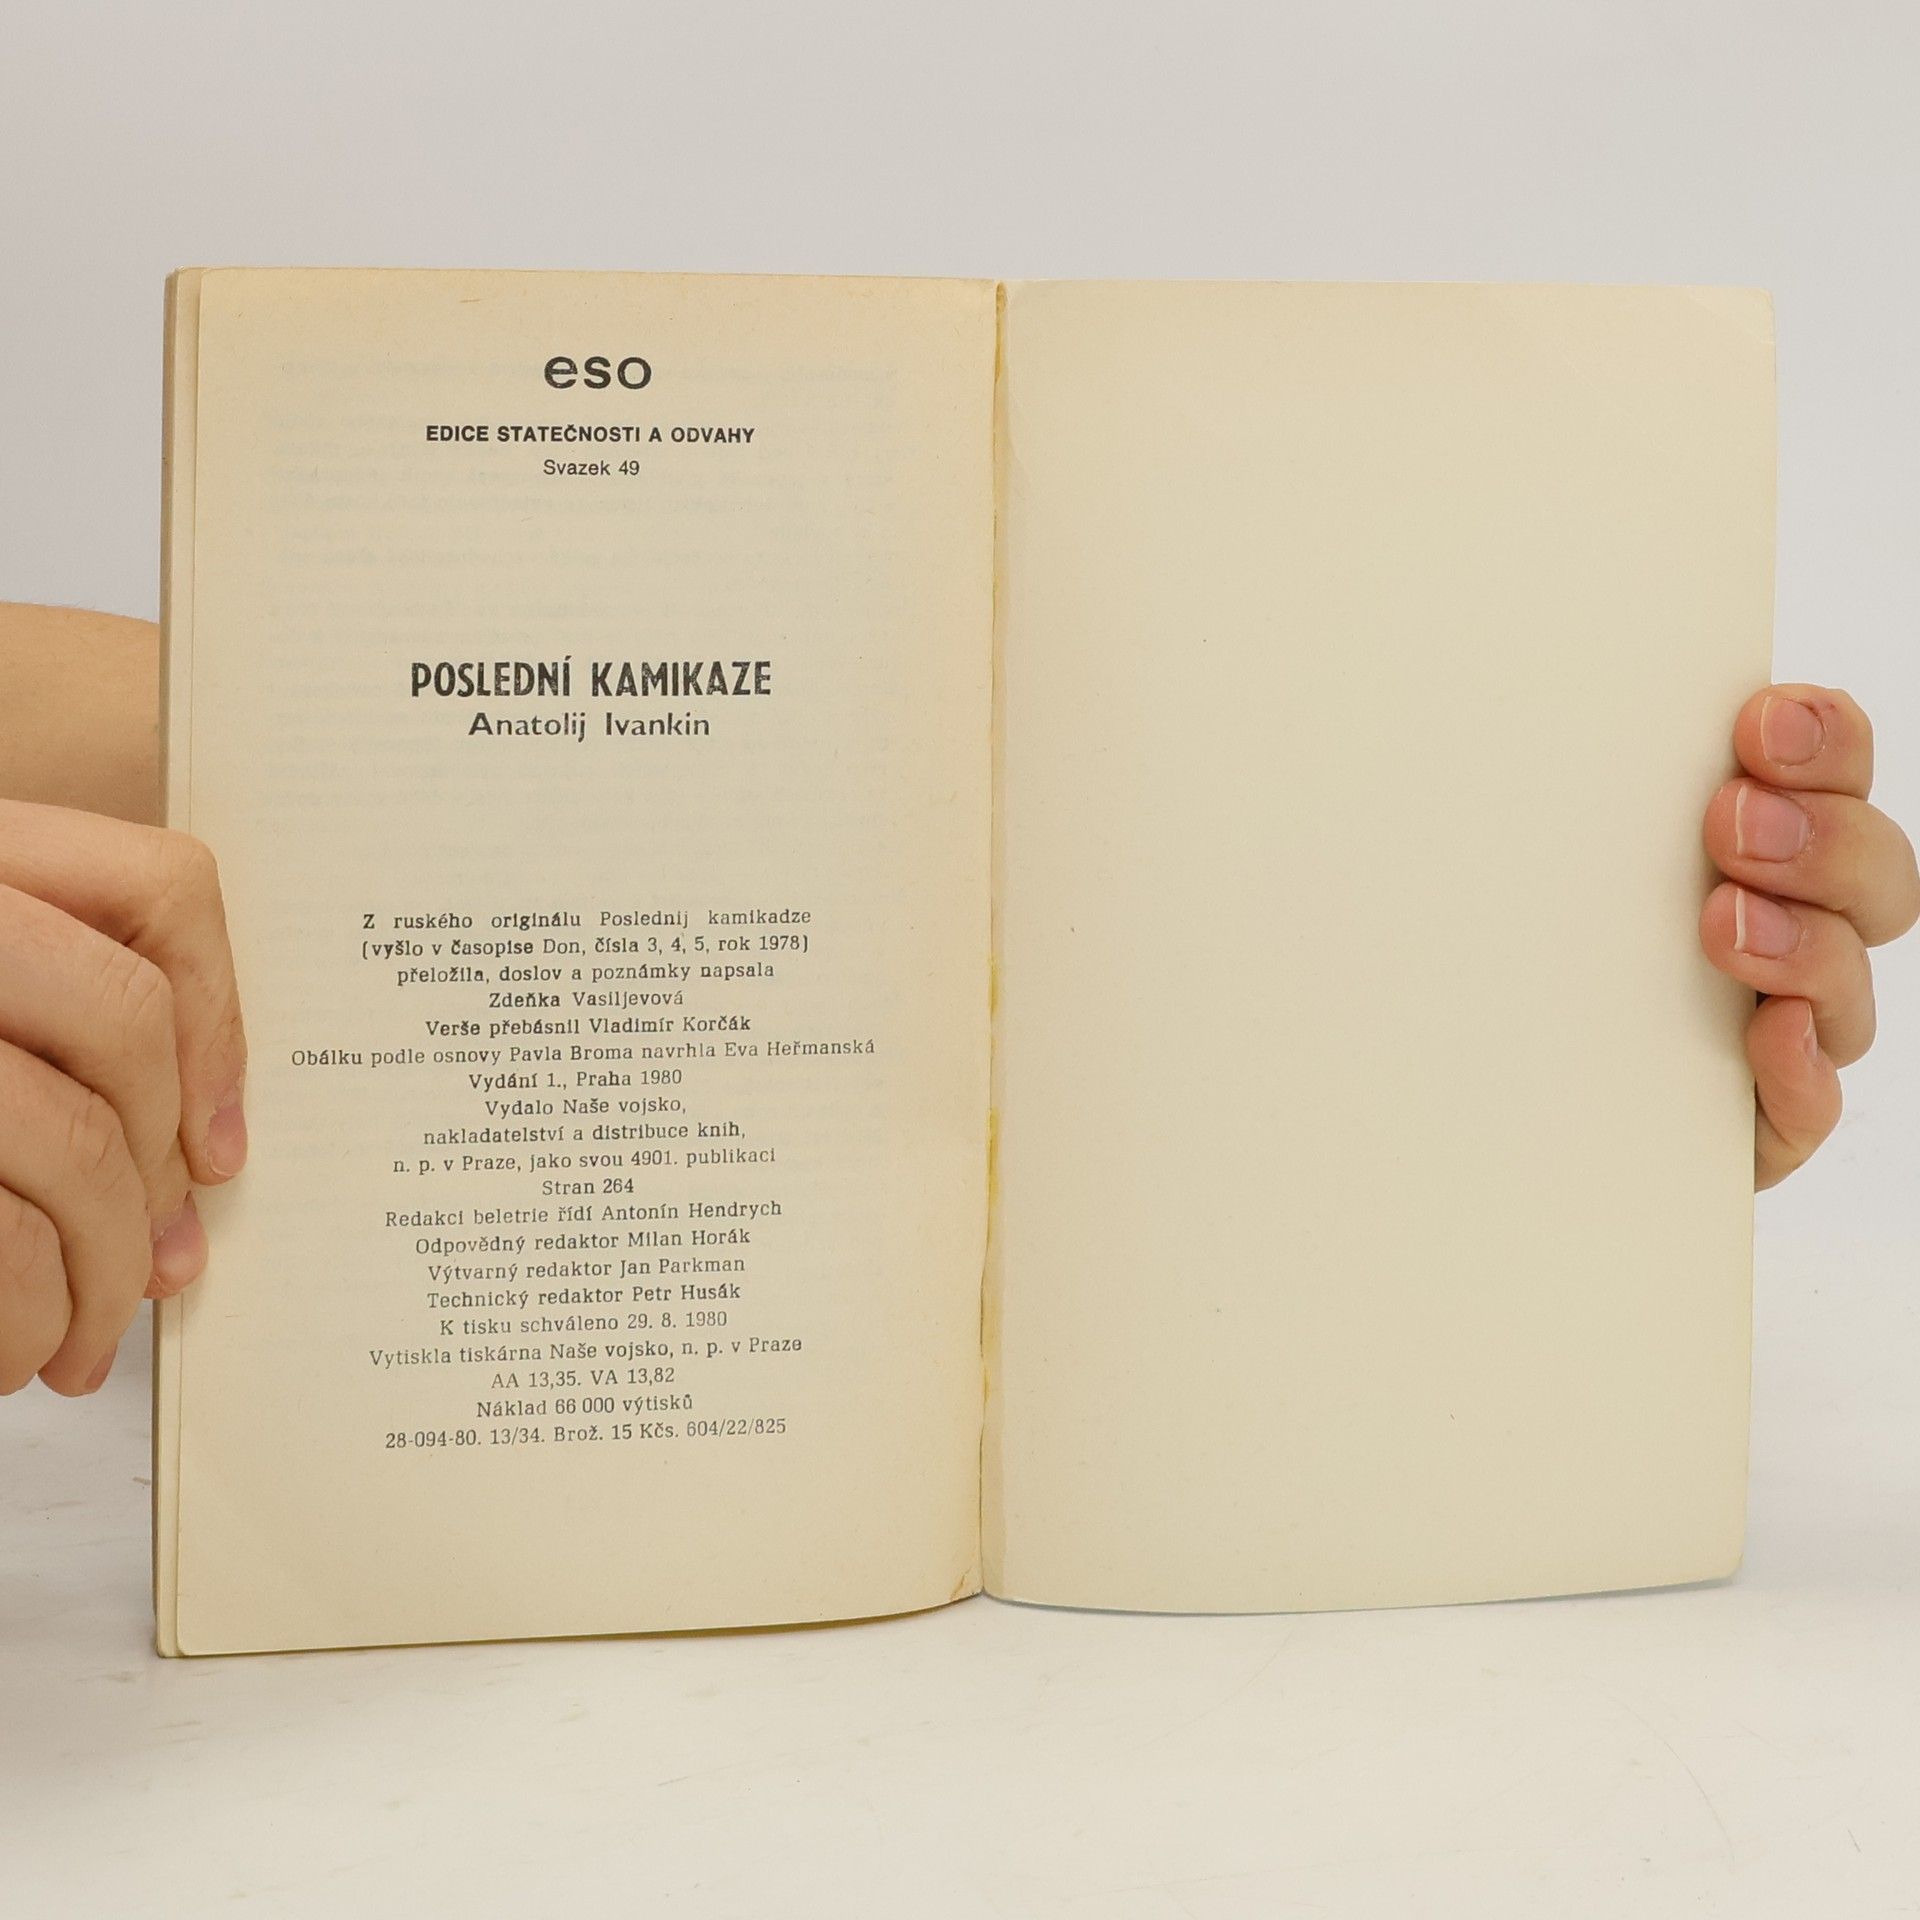 eso
EDICE STATEČNOSTI A ODVAHY
Svazek 49
POSLEDNÍ KAMIKAZE
Anatolij Ivankin
Z ruského originálu Poslednij kamikadze
(vyšlo v časopise Don, čísla 3, 4, 5, rok 1978)
přeložila, doslov a poznámky napsala
Zdeňka Vasiljevová
Verše přebásnil Vladimír Korčák
Obálku podle osnovy Pavla Broma navrhla Eva Heřmanská
Vydání 1., Praha 1980
Vydalo Naše vojsko,
nakladatelství a distribuce knih,
n. p. v Praze, jako svou 4901. publikaci
Stran 264
Redakci beletrie řídí Antonín Hendrych
Odpovědný redaktor Milan Horák
Výtvarný redaktor Jan Parkman
Technický redaktor Petr Husák
K tisku schváleno 29. 8. 1980
Vytiskla tiskárna Naše vojsko, n. p. v Praze
AA 13,35. VA 13,82
Náklad 66 000 výtisků
28-094-80. 13/34. Brož. 15 Kčs. 604/22/825